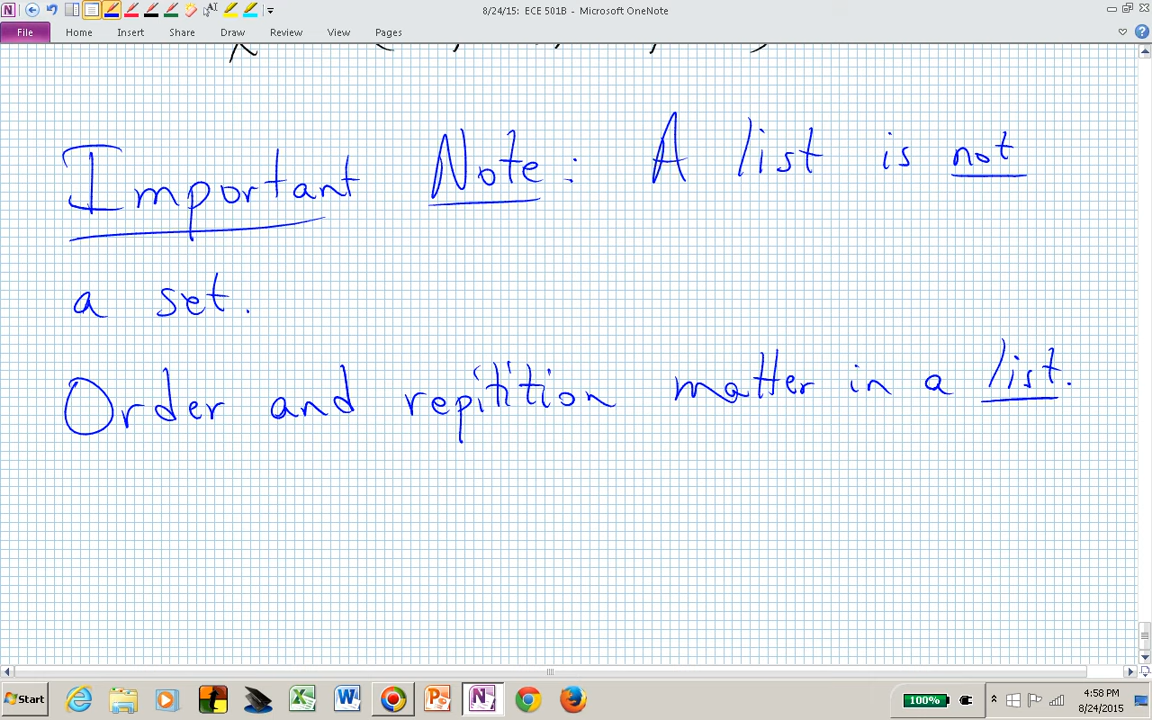 8/24/15: ECE 501B - Microsoft OneNote
File Home Insert Share Draw Review View Pages
Important Note: A list is not
a set.
Order and repitition matter in a list.
Start
100%
4:58 PM
8/24/2015